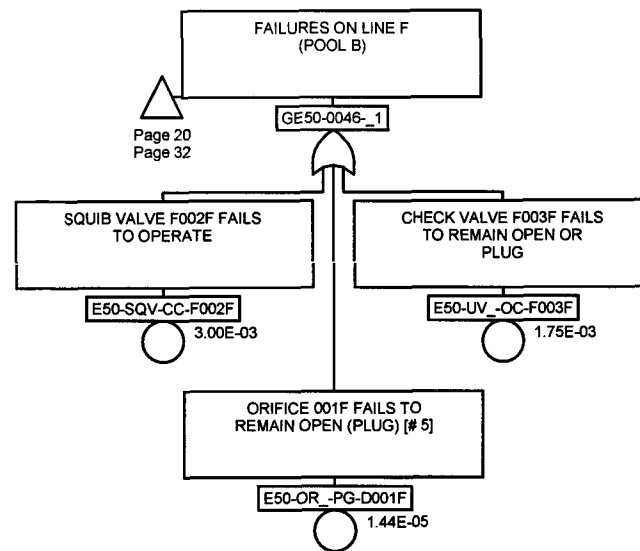 FAILURES ON LINE F
(POOL B)
Page 20
Page 32
GE50-0046-_1
SQUIB VALVE F002F FAILS
TO OPERATE
CHECK VALVE F003F FAILS
TO REMAIN OPEN OR
PLUG
E50-SQV-CC-F002F
3.00E-03
E50-UV_-OC-F003F
1.75E-03
ORIFICE 001F FAILS TO
REMAIN OPEN (PLUG) [# 5]
E50-OR_-PG-D001F
1.44E-05